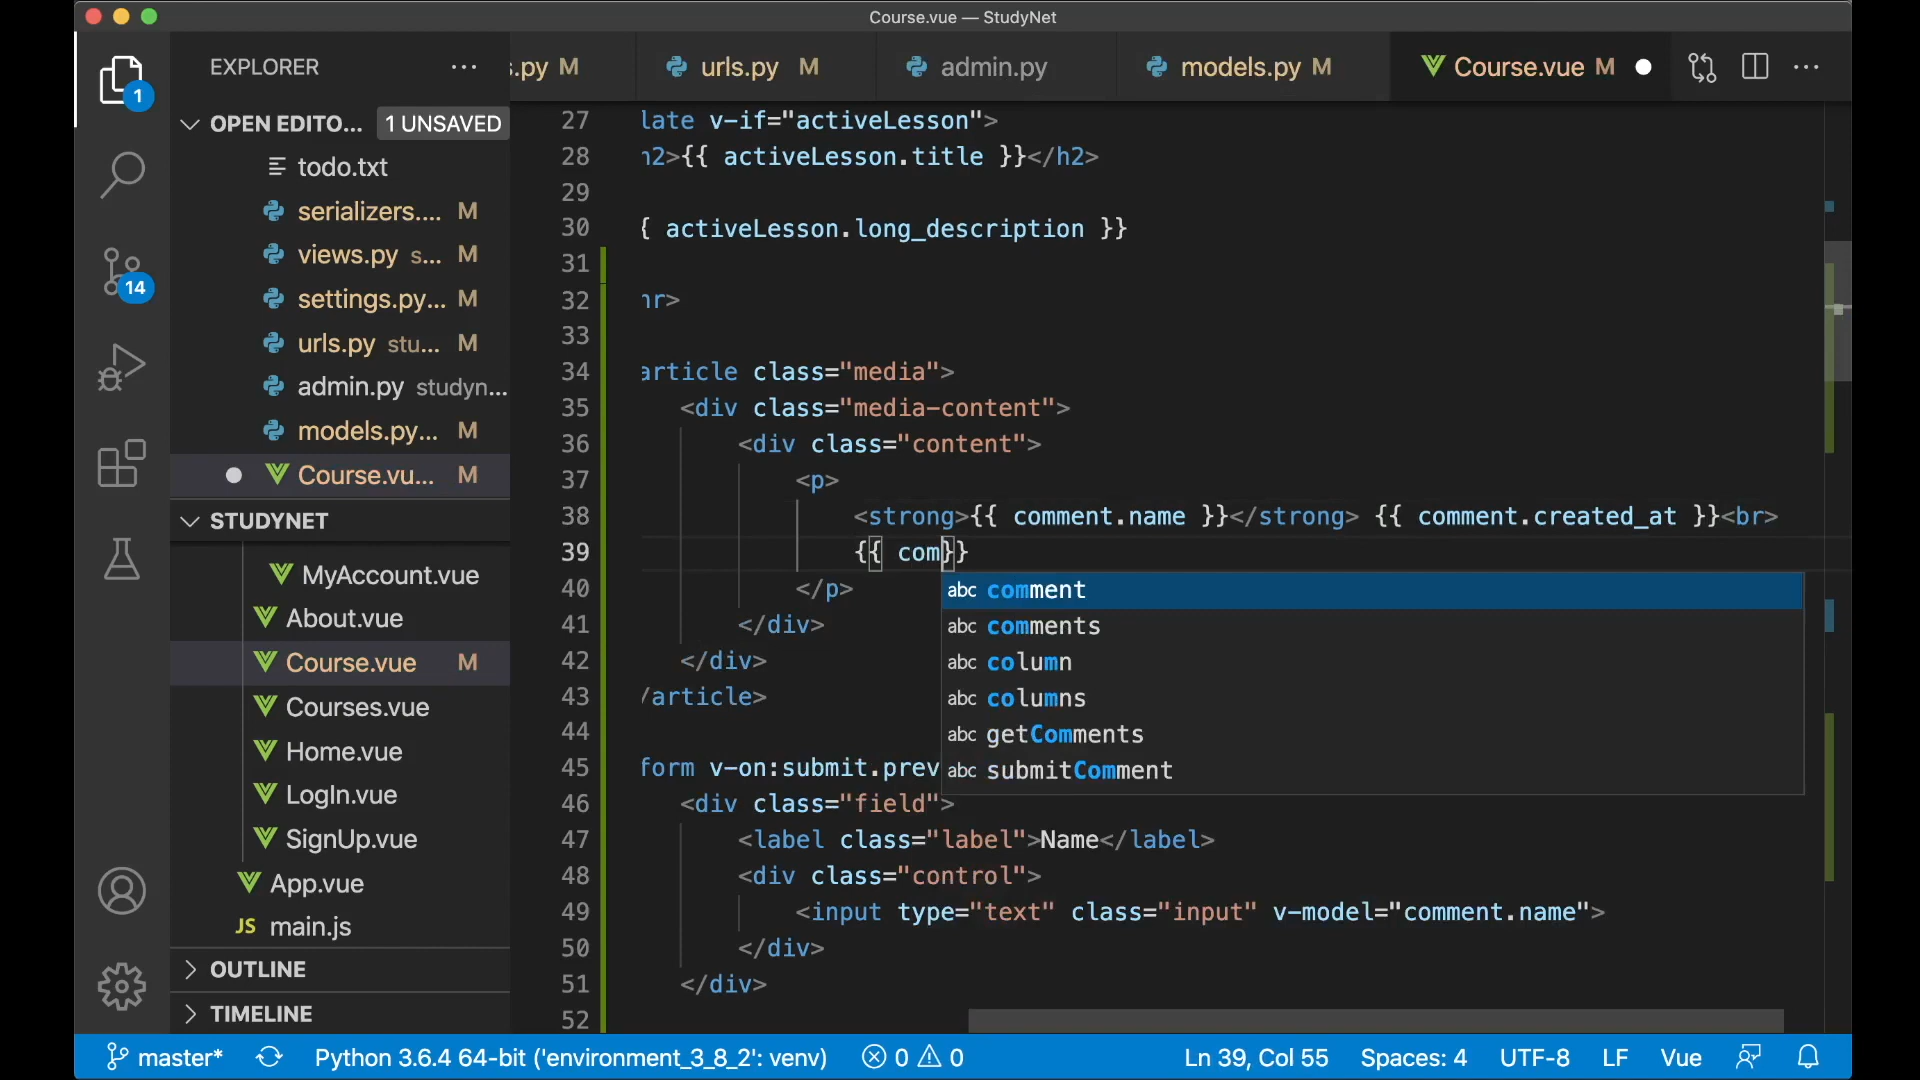 Course.vue — StudyNet
EXPLORER
s.py M
urls.py M
admin.py
models.py M
Course.vue M
1
OPEN EDITO... 1 UNSAVED
todo.txt
serializers.... M
views.py s... M
settings.py... M
urls.py stu... M
admin.py studyn...
models.py... M
Course.vu... M
STUDYNET
MyAccount.vue
About.vue
Course.vue M
Courses.vue
Home.vue
LogIn.vue
SignUp.vue
App.vue
JS main.js
OUTLINE
TIMELINE
14
27 late v-if="activeLesson">
28 h2>{{ activeLesson.title }}</h2>
29
30 { activeLesson.long_description }}
31
32 hr>
33
34 article class="media">
35 <div class="media-content">
36 <div class="content">
37 <p>
38 <strong>{{ comment.name }}</strong> {{ comment.created_at }}<br>
39 {{ com}}
40 </p>
41 </div>
42 </div>
43 /article>
44
45 form v-on:submit.prev
46 <div class="field">
47 <label class="label">Name</label>
48 <div class="control">
49 <input type="text" class="input" v-model="comment.name">
50 </div>
51 </div>
52
abc comment
abc comments
abc column
abc columns
abc getComments
abc submitComment
master* Python 3.6.4 64-bit ('environment_3_8_2': venv) 0 0 Ln 39, Col 55 Spaces: 4 UTF-8 LF Vue